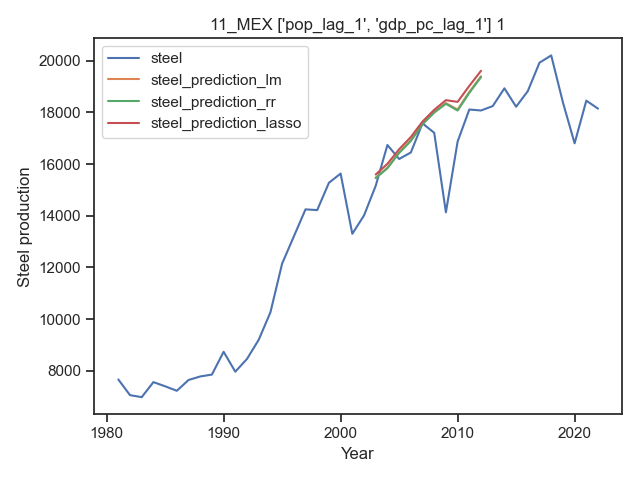 11_MEX ['pop_lag_1', 'gdp_pc_lag_1'] 1
steel
steel_prediction_lm
steel_prediction_rr
steel_prediction_lasso
Steel production
20000
18000
16000
14000
12000
10000
8000
1980
1990
2000
2010
2020
Year